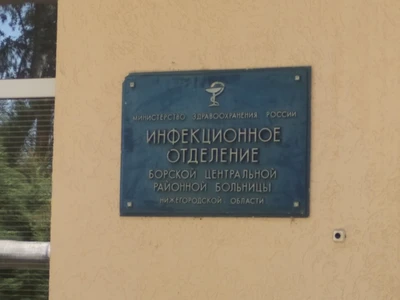 МИНИСТЕРСТВО ЗДРАВООХРАНЕНИЯ РОССИИ
ИНФЕКЦИОННОЕ
ОТДЕЛЕНИЕ
БОРСКОЙ ЦЕНТРАЛЬНОЙ
РАЙОННОЙ БОЛЬНИЦЫ
НИЖЕГОРОДСКОЙ ОБЛАСТИ